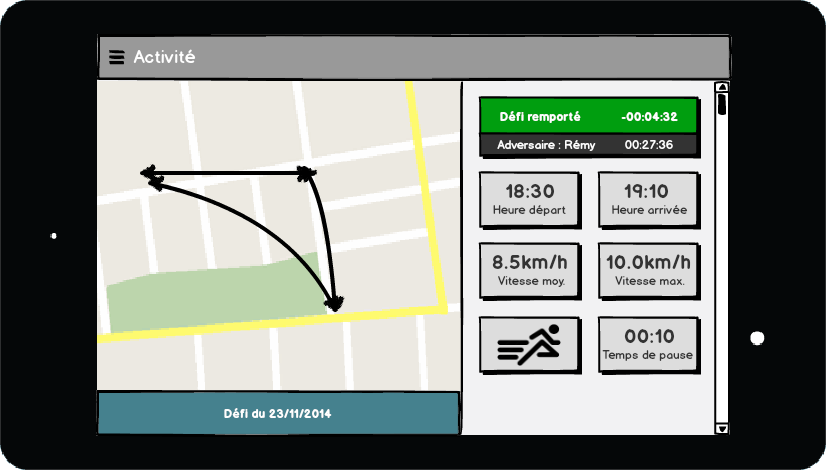 Activité
Défi remporté -00:04:32
Adversaire : Rémy 00:27:36
18:30 19:10
Heure départ Heure arrivée
8.5km/h 10.0km/h
Vitesse moy. Vitesse max.
00:10
Temps de pause
Défi du 23/11/2014